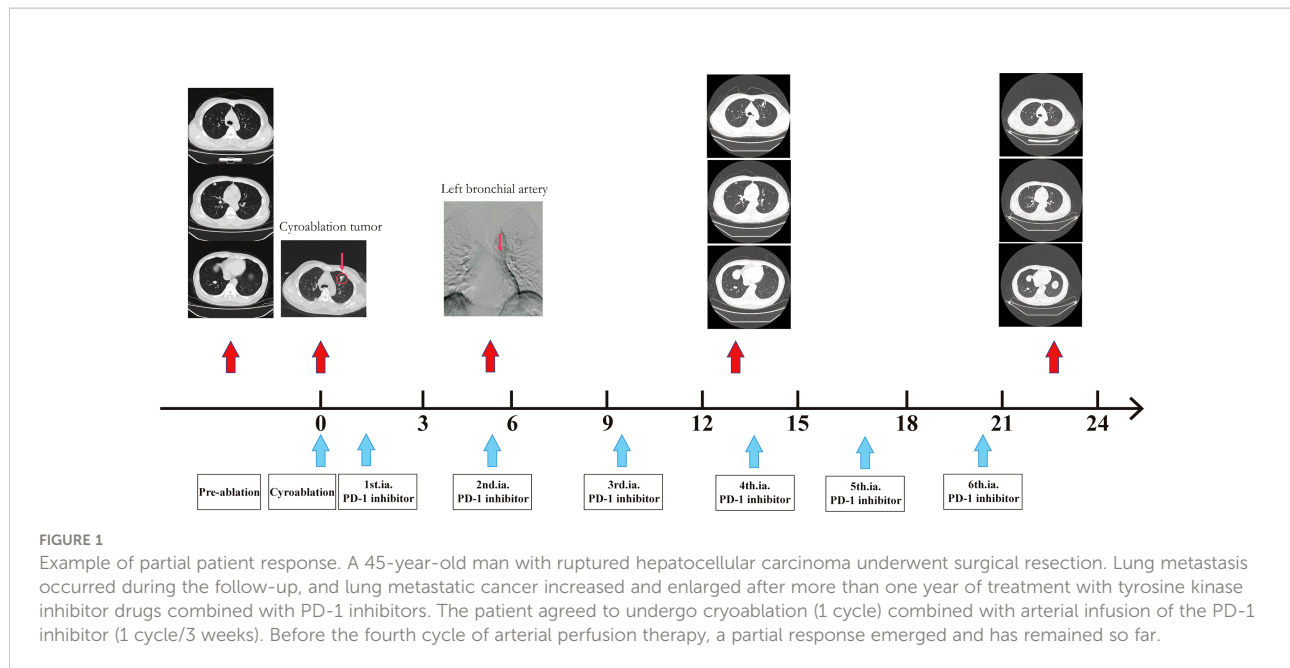 Left bronchial artery
Cyroablation tumor
0 3 6 9 12 15 18 21 24
Pre-ablation
Cyroablation
1st.ia.
PD-1 inhibitor
2nd.ia.
PD-1 inhibitor
3rd.ia.
PD-1 inhibitor
4th.ia.
PD-1 inhibitor
5th.ia.
PD-1 inhibitor
6th.ia.
PD-1 inhibitor
FIGURE 1
Example of partial patient response. A 45-year-old man with ruptured hepatocellular carcinoma underwent surgical resection. Lung metastasis
occurred during the follow-up, and lung metastatic cancer increased and enlarged after more than one year of treatment with tyrosine kinase
inhibitor drugs combined with PD-1 inhibitors. The patient agreed to undergo cryoablation (1 cycle) combined with arterial infusion of the PD-1
inhibitor (1 cycle/3 weeks). Before the fourth cycle of arterial perfusion therapy, a partial response emerged and has remained so far.